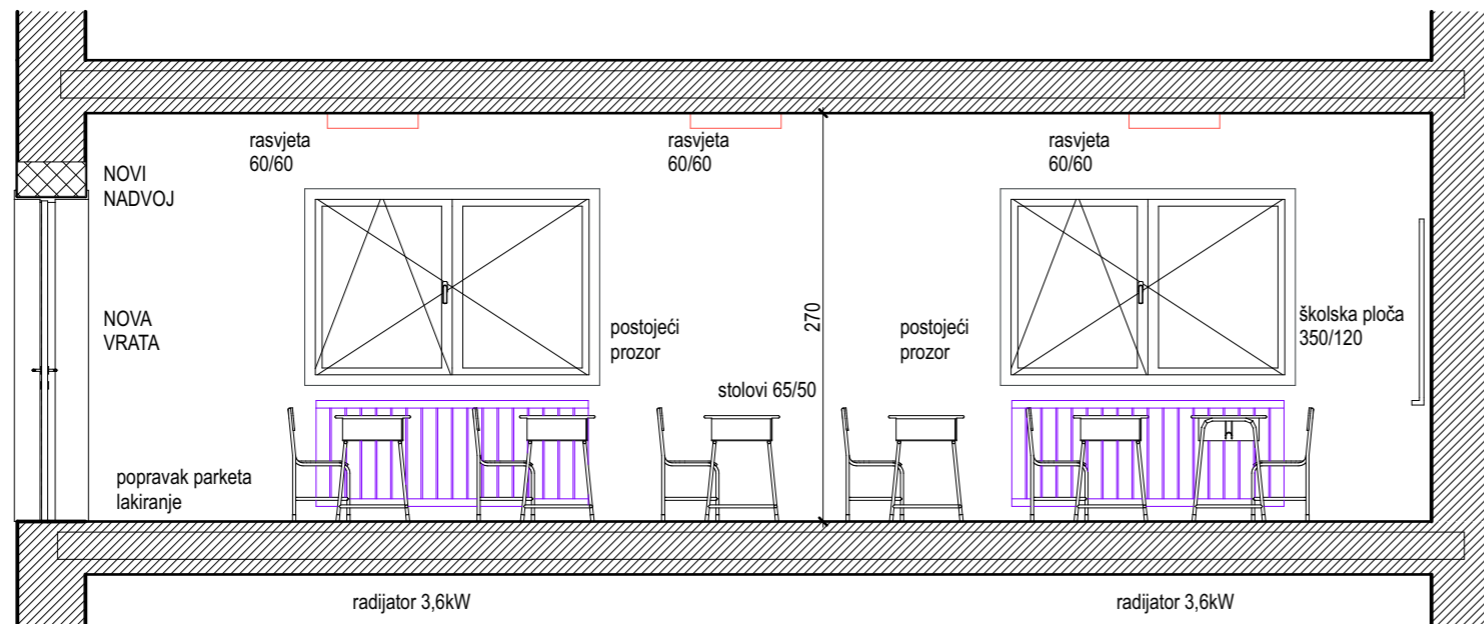 rasvjeta
60/60
rasvjeta
60/60
rasvjeta
60/60
NOVI
NADVOJ
NOVA
VRATA
postojeći
prozor
270
postojeći
prozor
školska ploča
350/120
stolovi 65/50
popravak parketa
lakiranje
radijator 3,6kW
radijator 3,6kW